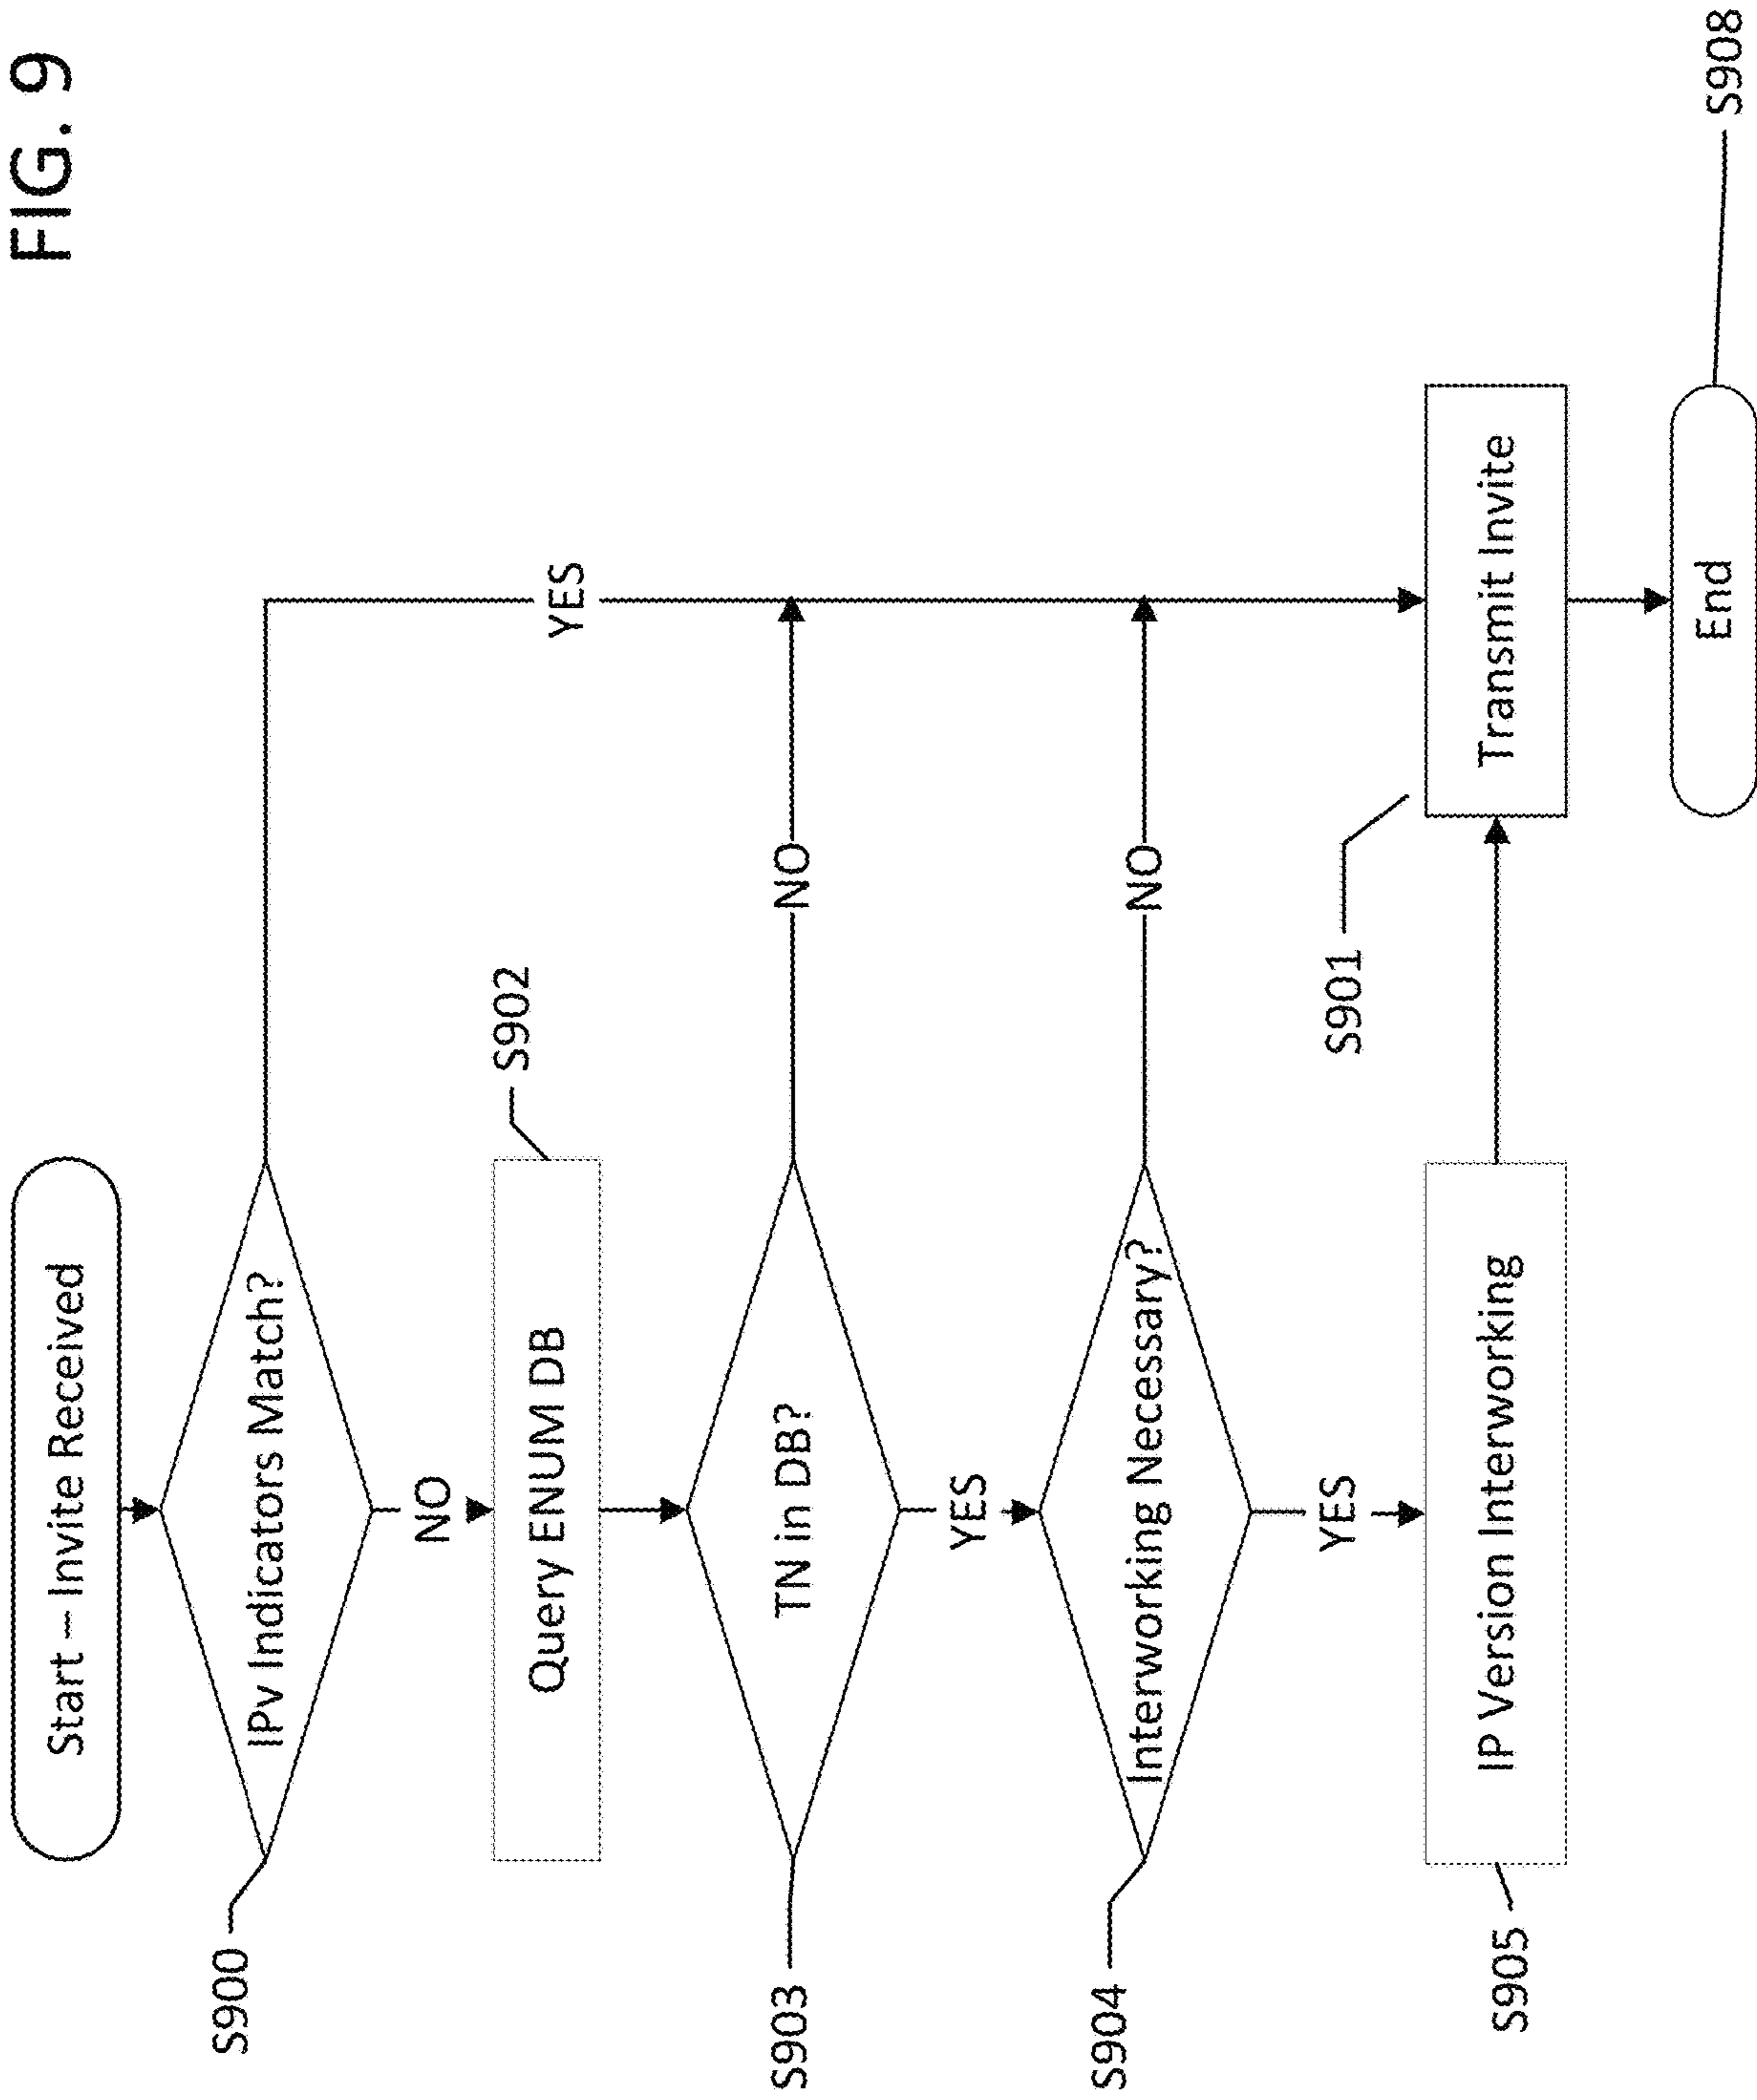 FIG. 9
Start – Invite Received
S900
IPv Indicators Match?
YES
NO
S902
Query ENUM DB
S903
TN in DB?
NO
YES
S904
Interworking Necessary?
NO
YES
S905
IP Version Interworking
S901
Transmit Invite
End
S908